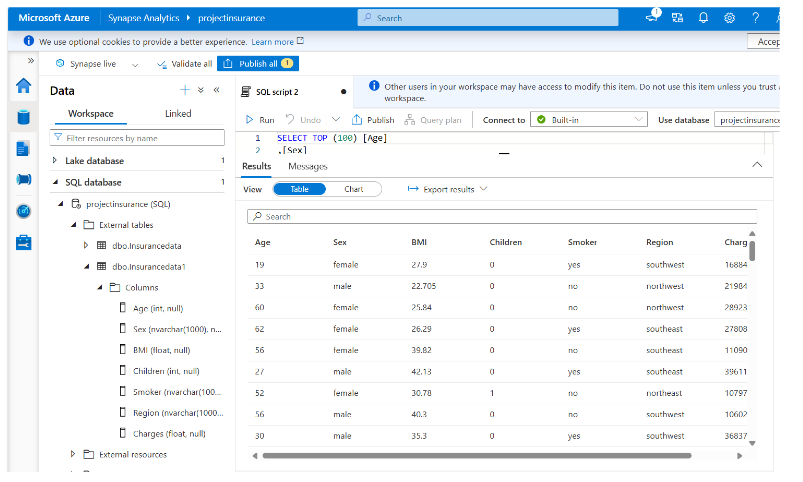 Microsoft Azure Synapse Analytics projectinsurance Search 1
We use optional cookies to provide a better experience. Learn more
Synapse live Validate all Publish all 1
Data
Workspace Linked
Filter resources by name
Lake database 1
SQL database 1
projectinsurance (SQL)
External tables
dbo.Insurancedata
dbo.Insurancedata1
Columns
Age (int, null)
Sex (nvarchar(1000), n...
BMI (float, null)
Children (int, null)
Smoker (nvarchar(100...
Region (nvarchar(1000...
Charges (float, null)
External resources
SQL script 2
Other users in your workspace may have access to modify this item. Do not use this item unless you trust
workspace.
Run Undo Publish Query plan Connect to Built-in Use database projectinsurance
1 SELECT TOP (100) [Age]
2 ,[Sex]
Results Messages
View Table Chart Export results
Search
Age Sex BMI Children Smoker Region Charg
19 female 27.9 0 yes southwest 16884
33 male 22.705 0 no northwest 21984
60 female 25.84 0 no northwest 28923
62 female 26.29 0 yes southeast 27808
56 female 39.82 0 no southeast 11090
27 male 42.13 0 yes southeast 39611
52 female 30.78 1 no northeast 10797
56 male 40.3 0 no southwest 10602
30 male 35.3 0 yes southwest 36837